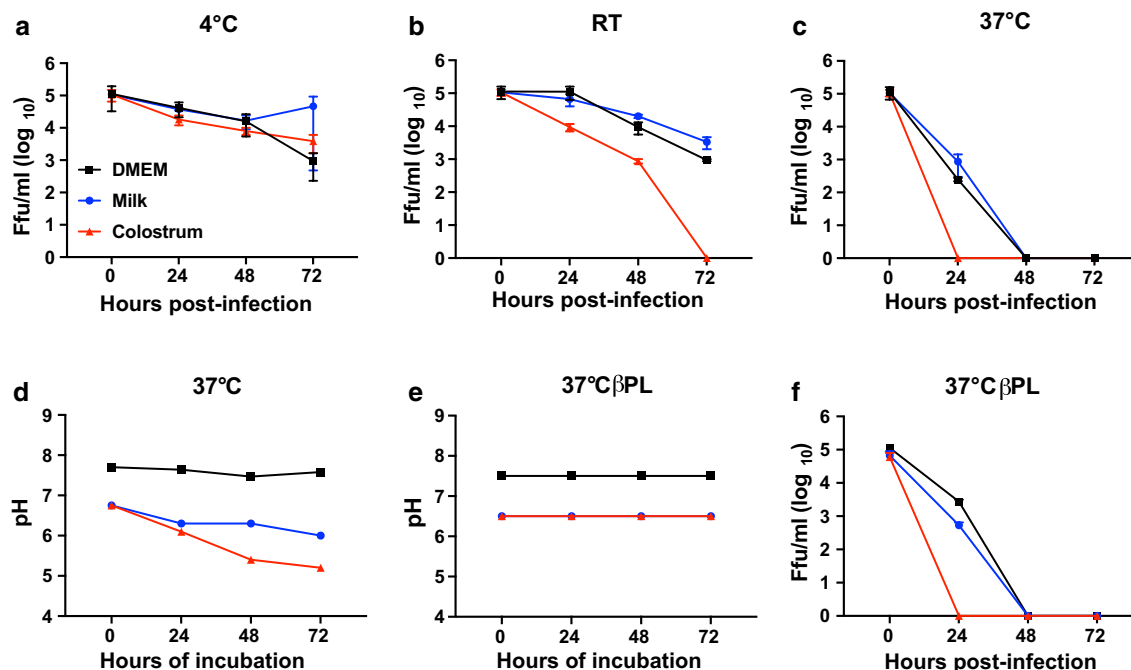 a
4°C
Ffu/ml (log 10)
6
5
4
3
2
1
0
DMEM
Milk
Colostrum
0 24 48 72
Hours post-infection
b
RT
Ffu/ml (log 10)
6
5
4
3
2
1
0
0 24 48 72
Hours post-infection
c
37°C
Ffu/ml (log 10)
6
5
4
3
2
1
0
0 24 48 72
Hours post-infection
d
37°C
pH
9
8
7
6
5
4
0 24 48 72
Hours of incubation
e
37°CβPL
pH
9
8
7
6
5
4
0 24 48 72
Hours of incubation
f
37°CβPL
Ffu/ml (log 10)
5
4
5
2
1
0
0 24 48 72
Hours post-infection